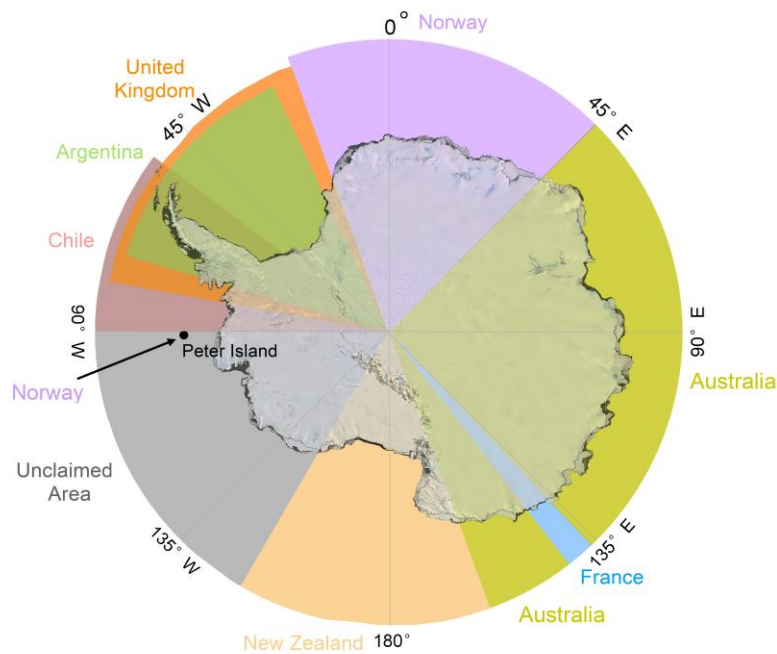 0°
Norway
United
Kingdom
45° W
45° E
Argentina
Chile
90° W
Peter Island
90° E
Norway
Australia
Unclaimed
Area
135° W
135° E
France
Australia
New Zealand
180°